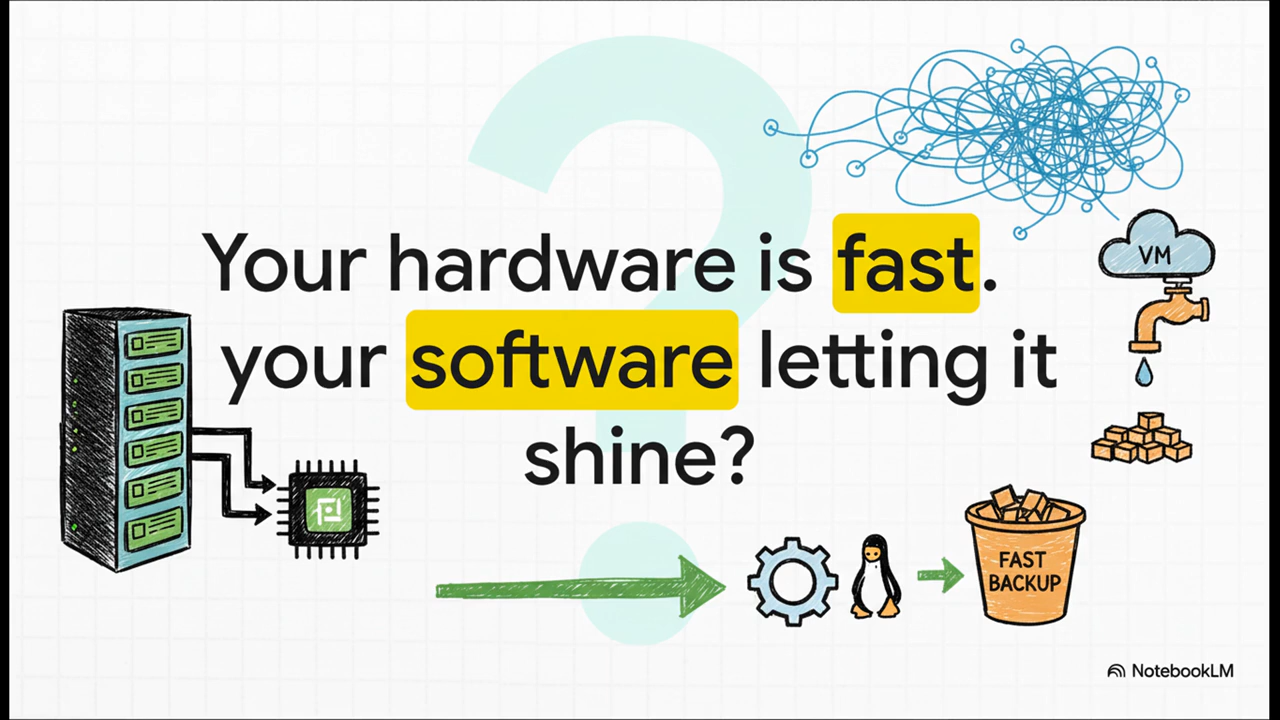 Your hardware is fast.
your software letting it
shine?
VM
FAST
BACKUP
NotebookLM